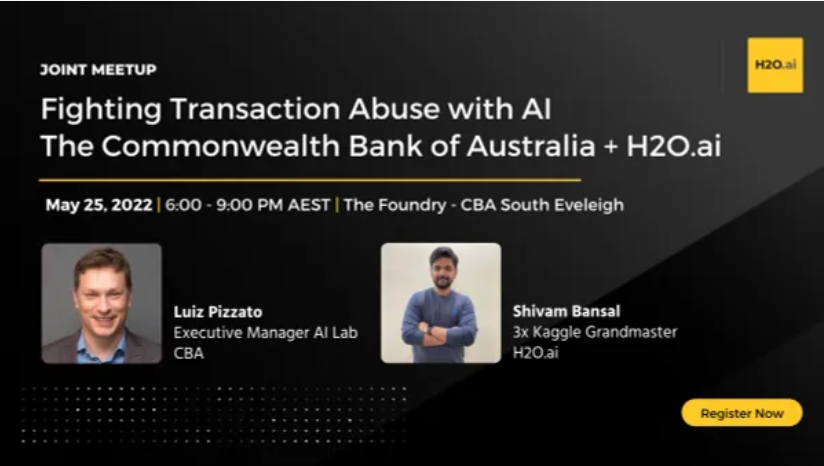 H2O.ai
JOINT MEETUP
Fighting Transaction Abuse with AI
The Commonwealth Bank of Australia + H2O.ai
May 25, 2022 | 6:00 - 9:00 PM AEST | The Foundry - CBA South Eveleigh
Luiz Pizzato
Executive Manager AI Lab
CBA
Shivam Bansal
3x Kaggle Grandmaster
H2O.ai
Register Now